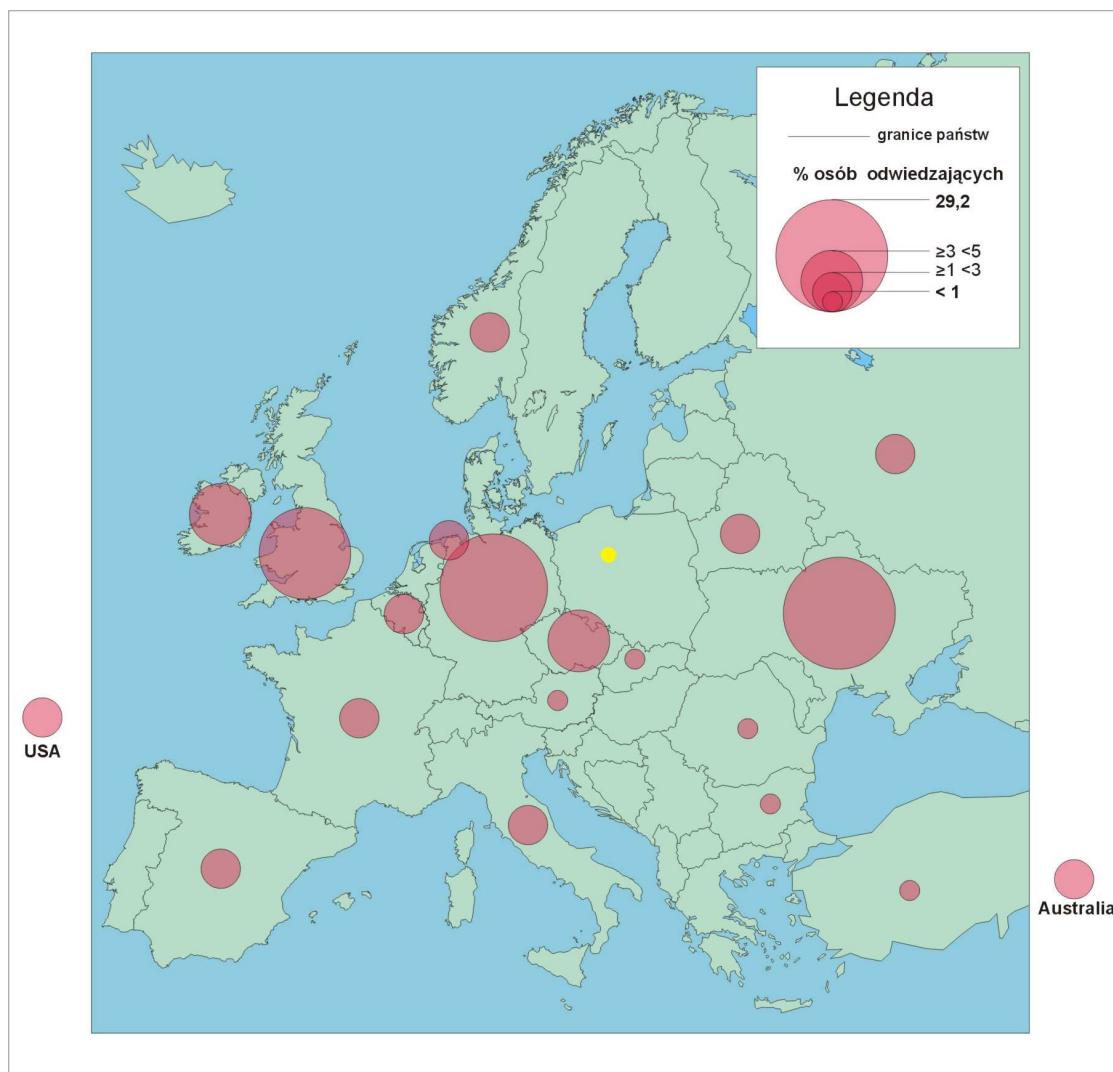 Legenda
granice państw
% osób odwiedzających
29,2
≥3 <5
≥1 <3
< 1
USA
Australia